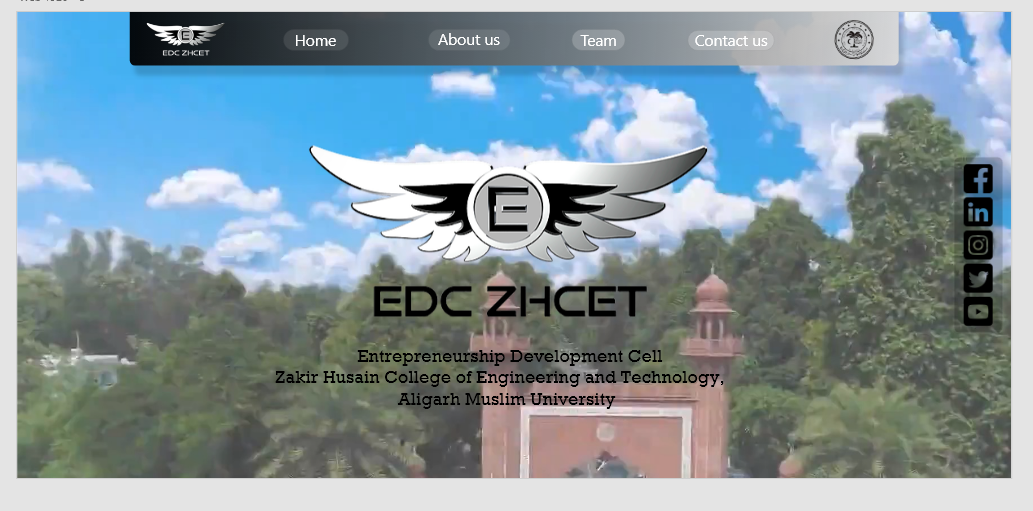 EDC ZHCET
Home
About us
Team
Contact us
E
EDC ZHCET
Entrepreneurship Development Cell
Zakir Husain College of Engineering and Technology,
Aligarh Muslim University